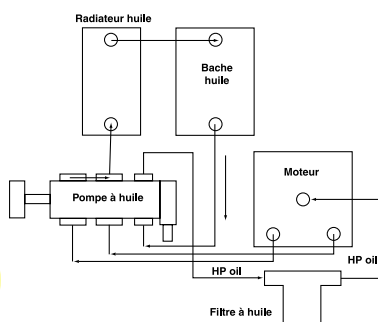 Radiateur huile
Bache
huile
Moteur
Pompe à huile
HP oil
HP oil
Filtre à huile